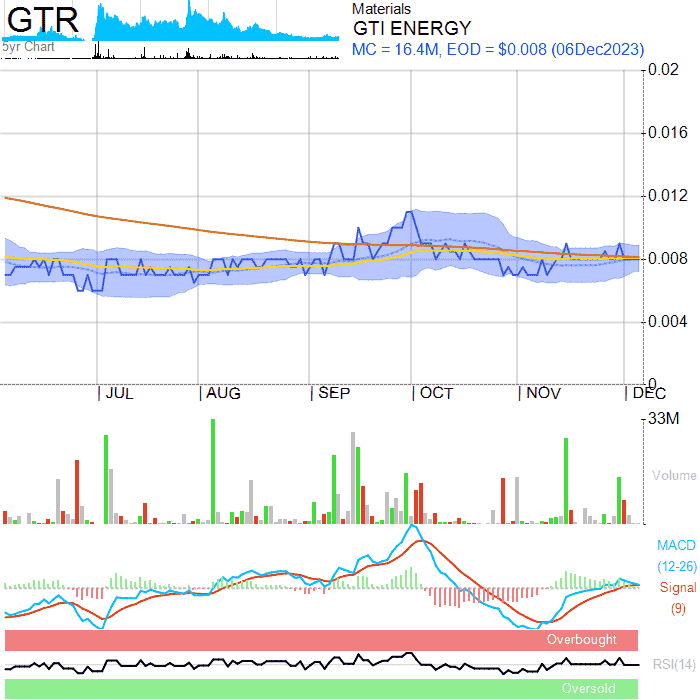 GTR
5yr Chart
Materials
GTI ENERGY
MC = 16.4M, EOD = $0.008 (06Dec2023)
0.02
0.016
0.012
0.008
0.004
0
JUL AUG SEP OCT NOV DEC
33M
Volume
MACD
(12-26)
Signal
(9)
Overbought
RSI(14)
Oversold